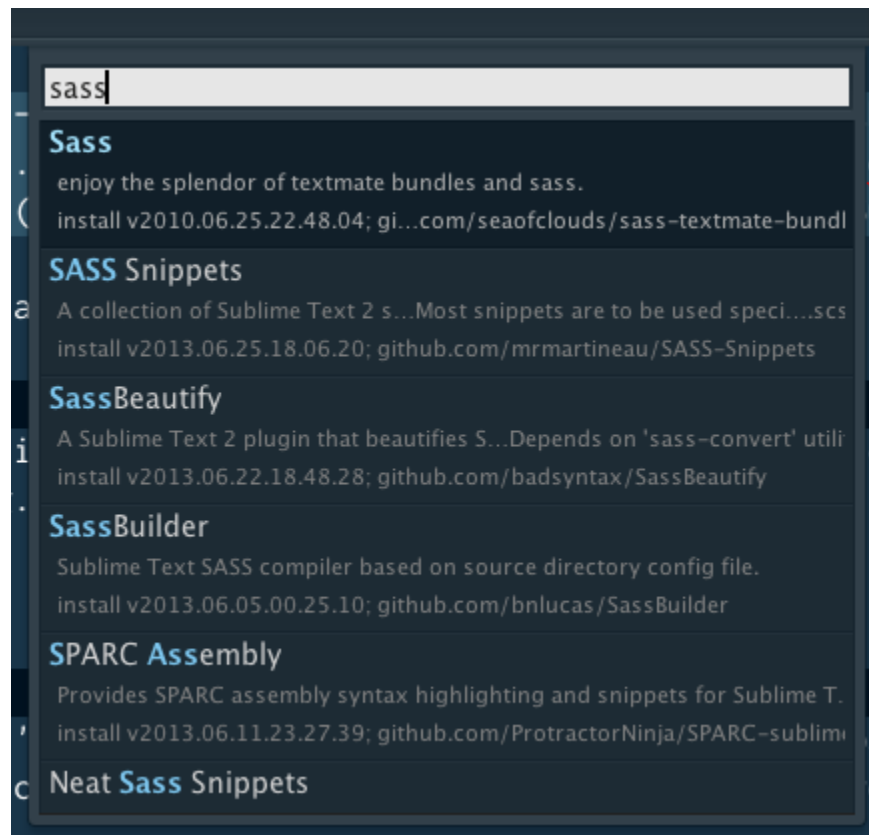 sass
Sass
enjoy the splendor of textmate bundles and sass.
install v2010.06.25.22.48.04; gi...com/seaofclouds/sass-textmate-bundl
SASS Snippets
A collection of Sublime Text 2 s...Most snippets are to be used speci....scs
install v2013.06.25.18.06.20; github.com/mrmartineau/SASS-Snippets
SassBeautify
A Sublime Text 2 plugin that beautifies S...Depends on 'sass-convert' utili
install v2013.06.22.18.48.28; github.com/badsyntax/SassBeautify
SassBuilder
Sublime Text SASS compiler based on source directory config file.
install v2013.06.05.00.25.10; github.com/bnlucas/SassBuilder
SPARC Assembly
Provides SPARC assembly syntax highlighting and snippets for Sublime T.
install v2013.06.11.23.27.39; github.com/ProtractorNinja/SPARC-sublime
Neat Sass Snippets